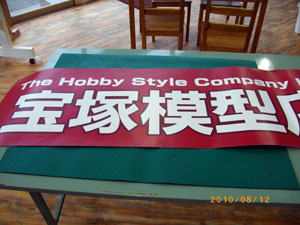 The Hobby Style Company
宝塚模型
2010/08/12